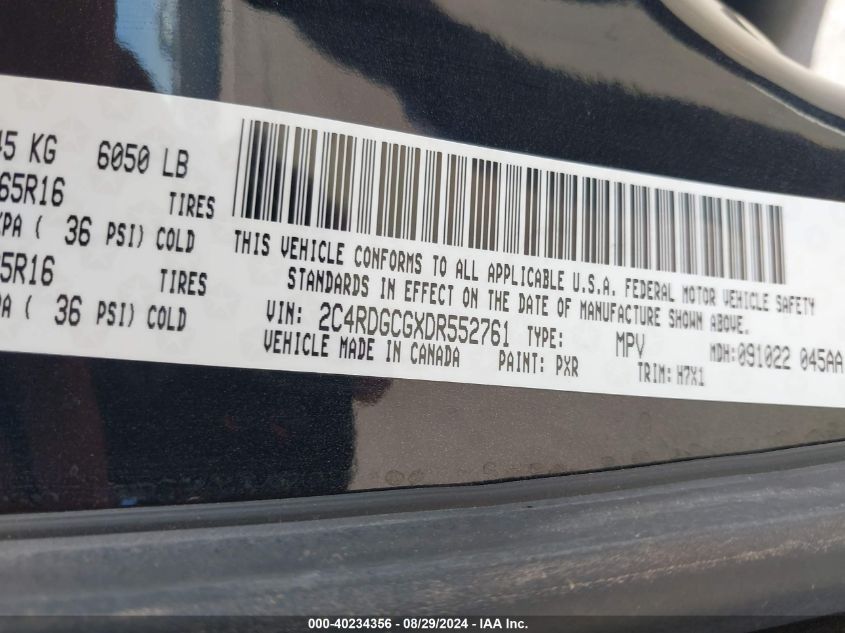 45 KG 6050 LB
65R16 TIRES
KPA ( 36 PSI) COLD
5R16 TIRES
PA ( 36 PSI) COLD
THIS VEHICLE CONFORMS TO ALL APPLICABLE U.S.A. FEDERAL MOTOR VEHICLE SAFETY
STANDARDS IN EFFECT ON THE DATE OF MANUFACTURE SHOWN ABOVE.
VIN: 2C4RDGCGXDR552761 TYPE: MPV MDH:091022 045AA
VEHICLE MADE IN CANADA PAINT: PXR TRIM: H7X1
000-40234356 | 08/29/2024 | IAA Inc.